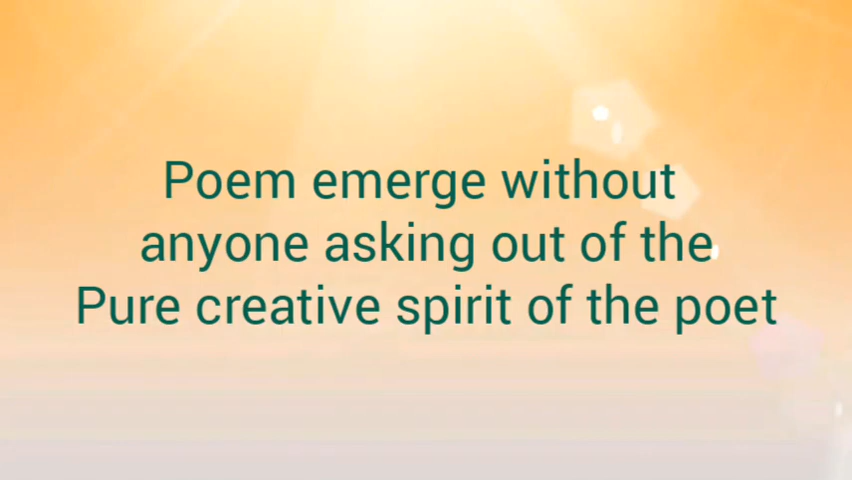 Poem emerge without
anyone asking out of the
Pure creative spirit of the poet